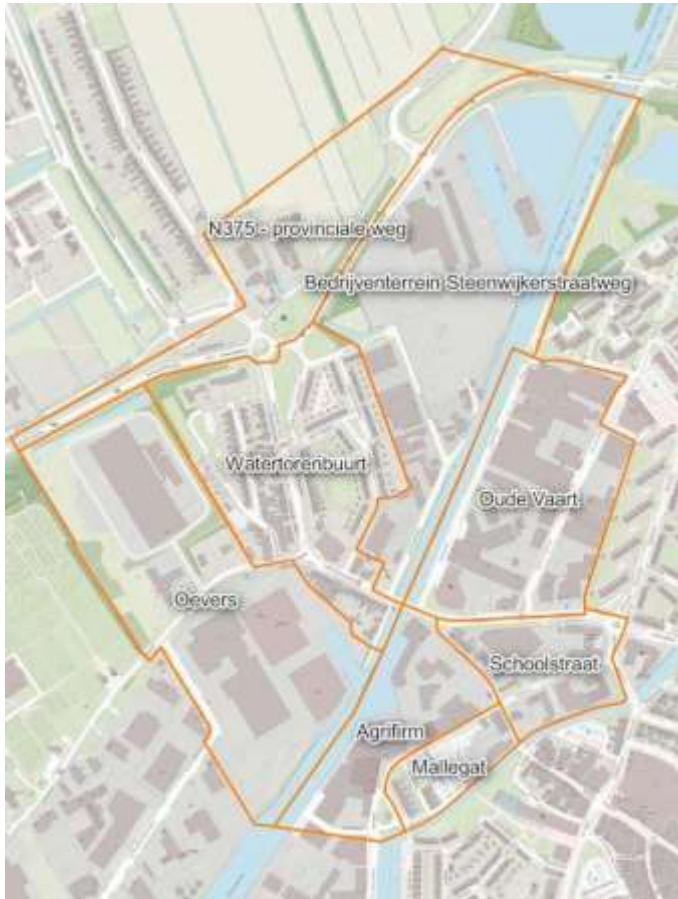 N375 - provinciale weg
Bedrijventerrein Steenwijkerstraatweg
Watertorenbuurt
Oude Vaart
Oevers
Schoolstraat
Agrifirm
Mallegat